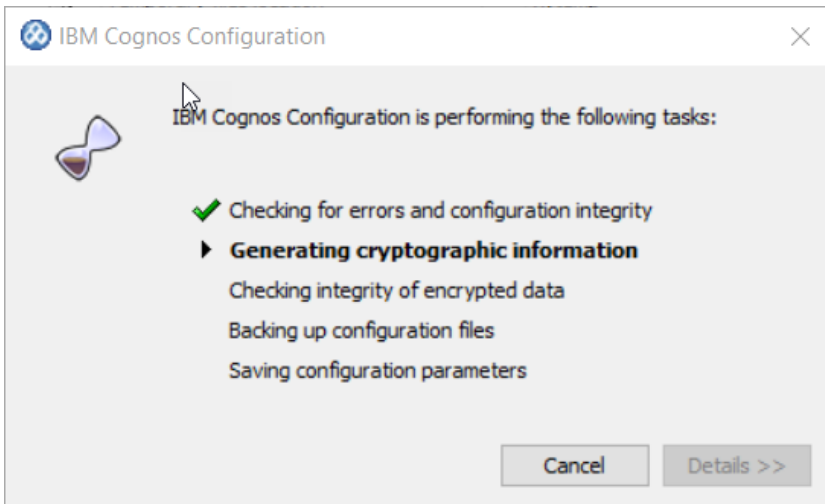 IBM Cognos Configuration
IBM Cognos Configuration is performing the following tasks:
Checking for errors and configuration integrity
Generating cryptographic information
Checking integrity of encrypted data
Backing up configuration files
Saving configuration parameters
Cancel
Details >>